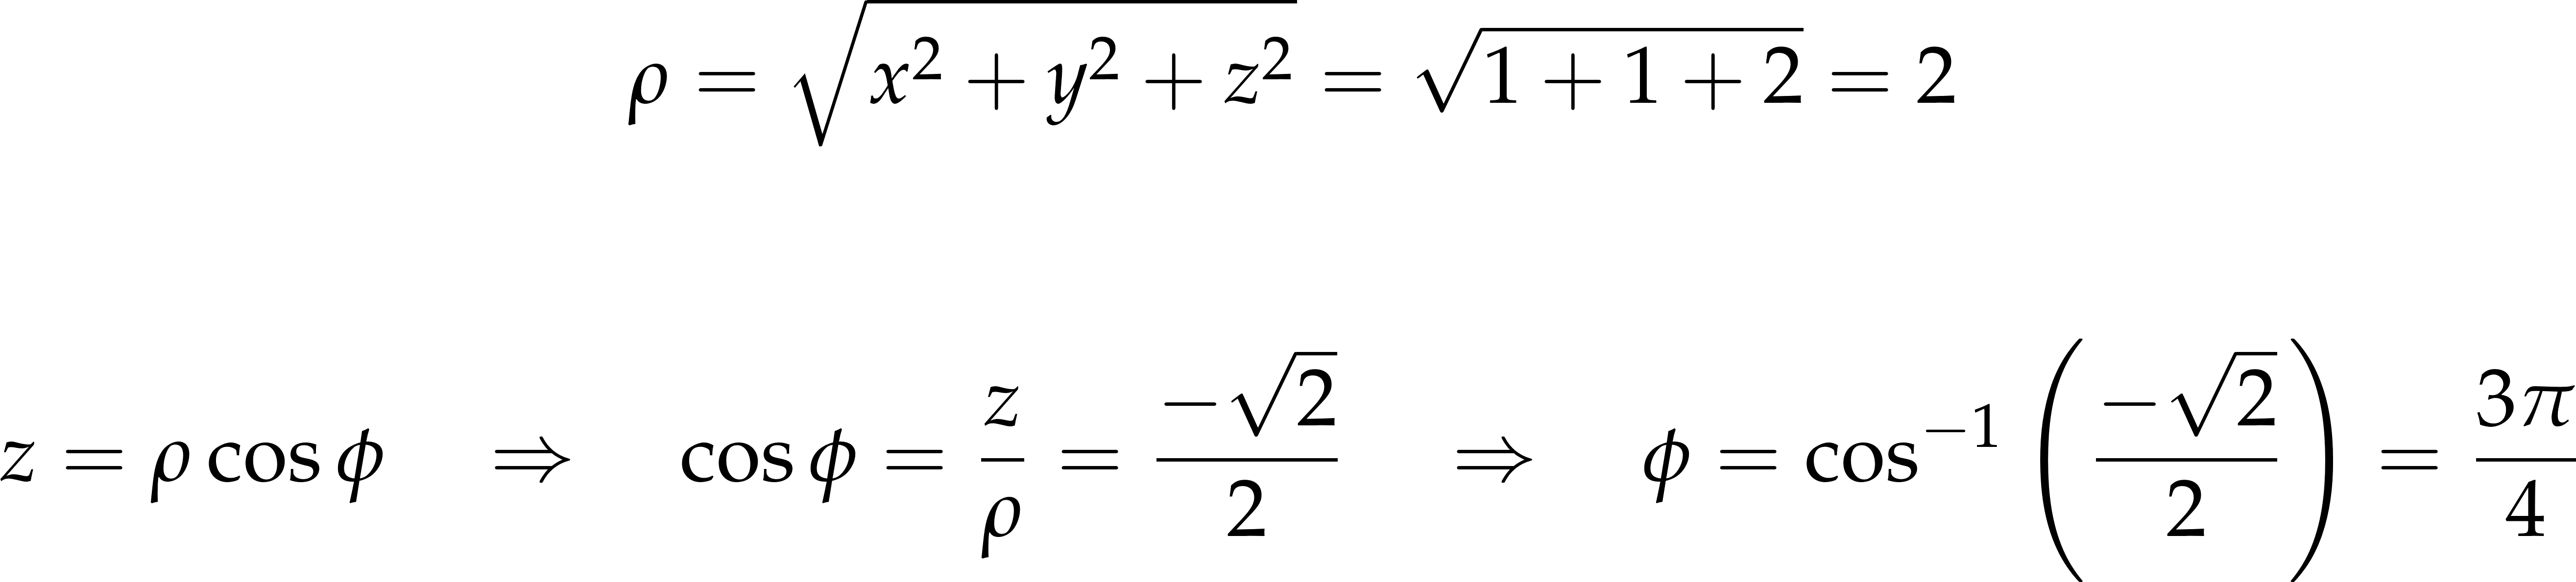 ρ = √(x² + y² + z²) = √(1 + 1 + 2) = 2
z = ρ cos ϕ ⇒ cos ϕ = z/ρ = −√2/2 ⇒ ϕ = cos⁻¹(−√2/2) = 3π/4